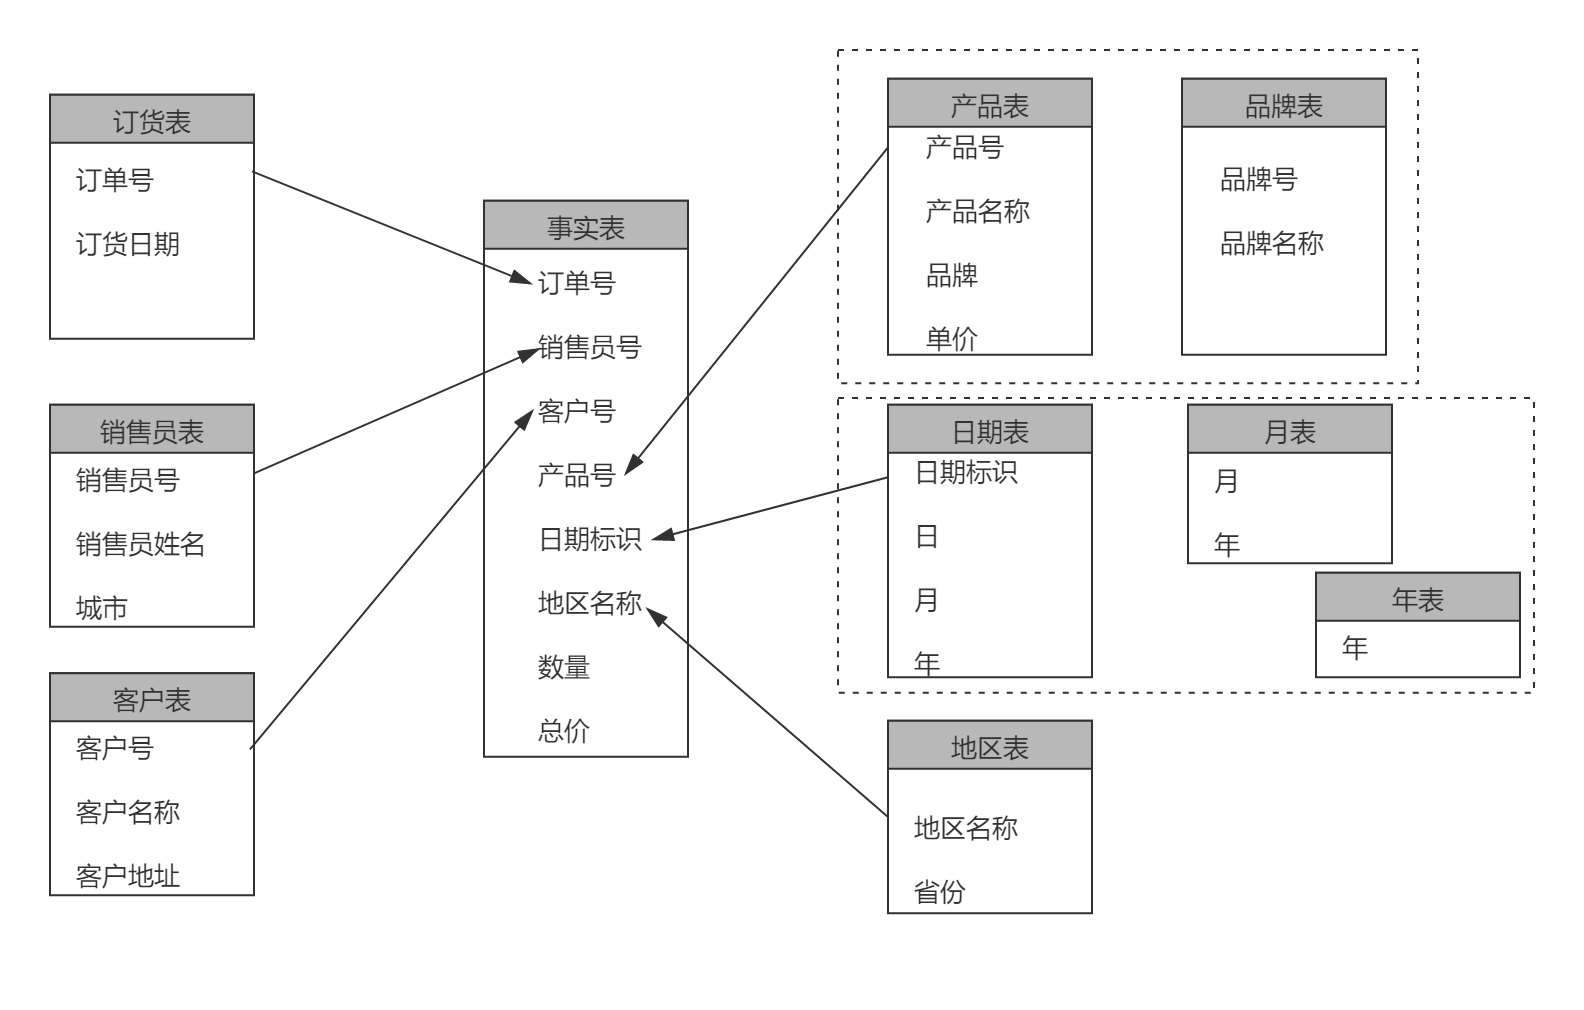 订货表
订单号
订货日期
销售员表
销售员号
销售员姓名
城市
客户表
客户号
客户名称
客户地址
事实表
订单号
销售员号
客户号
产品号
日期标识
地区名称
数量
总价
产品表
产品号
产品名称
品牌
单价
品牌表
品牌号
品牌名称
日期表
日期标识
日
月
年
月表
月
年
年表
年
地区表
地区名称
省份